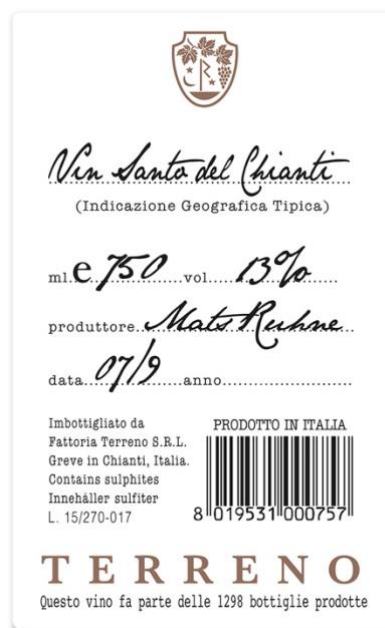 Vin Santo del Chianti
(Indicazione Geografica Tipica)
ml. e 750 vol. 13%
produttore. Mats Ruhne
data. 07/9 anno
Imbottigliato da
Fattoria Terreno S.R.L.
Greve in Chianti, Italia.
Contains sulphites
Innehåller sulfiter
L. 15/270-017
PRODOTTO IN ITALIA
8 019531 000757
TERRENO
Questo vino fa parte delle 1298 bottiglie prodotte